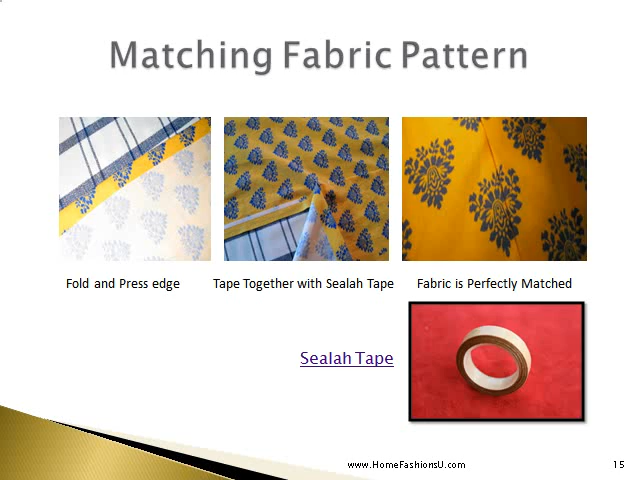 Matching Fabric Pattern
Fold and Press edge
Tape Together with Sealah Tape
Fabric is Perfectly Matched
Sealah Tape
www.HomeFashionsU.com
15